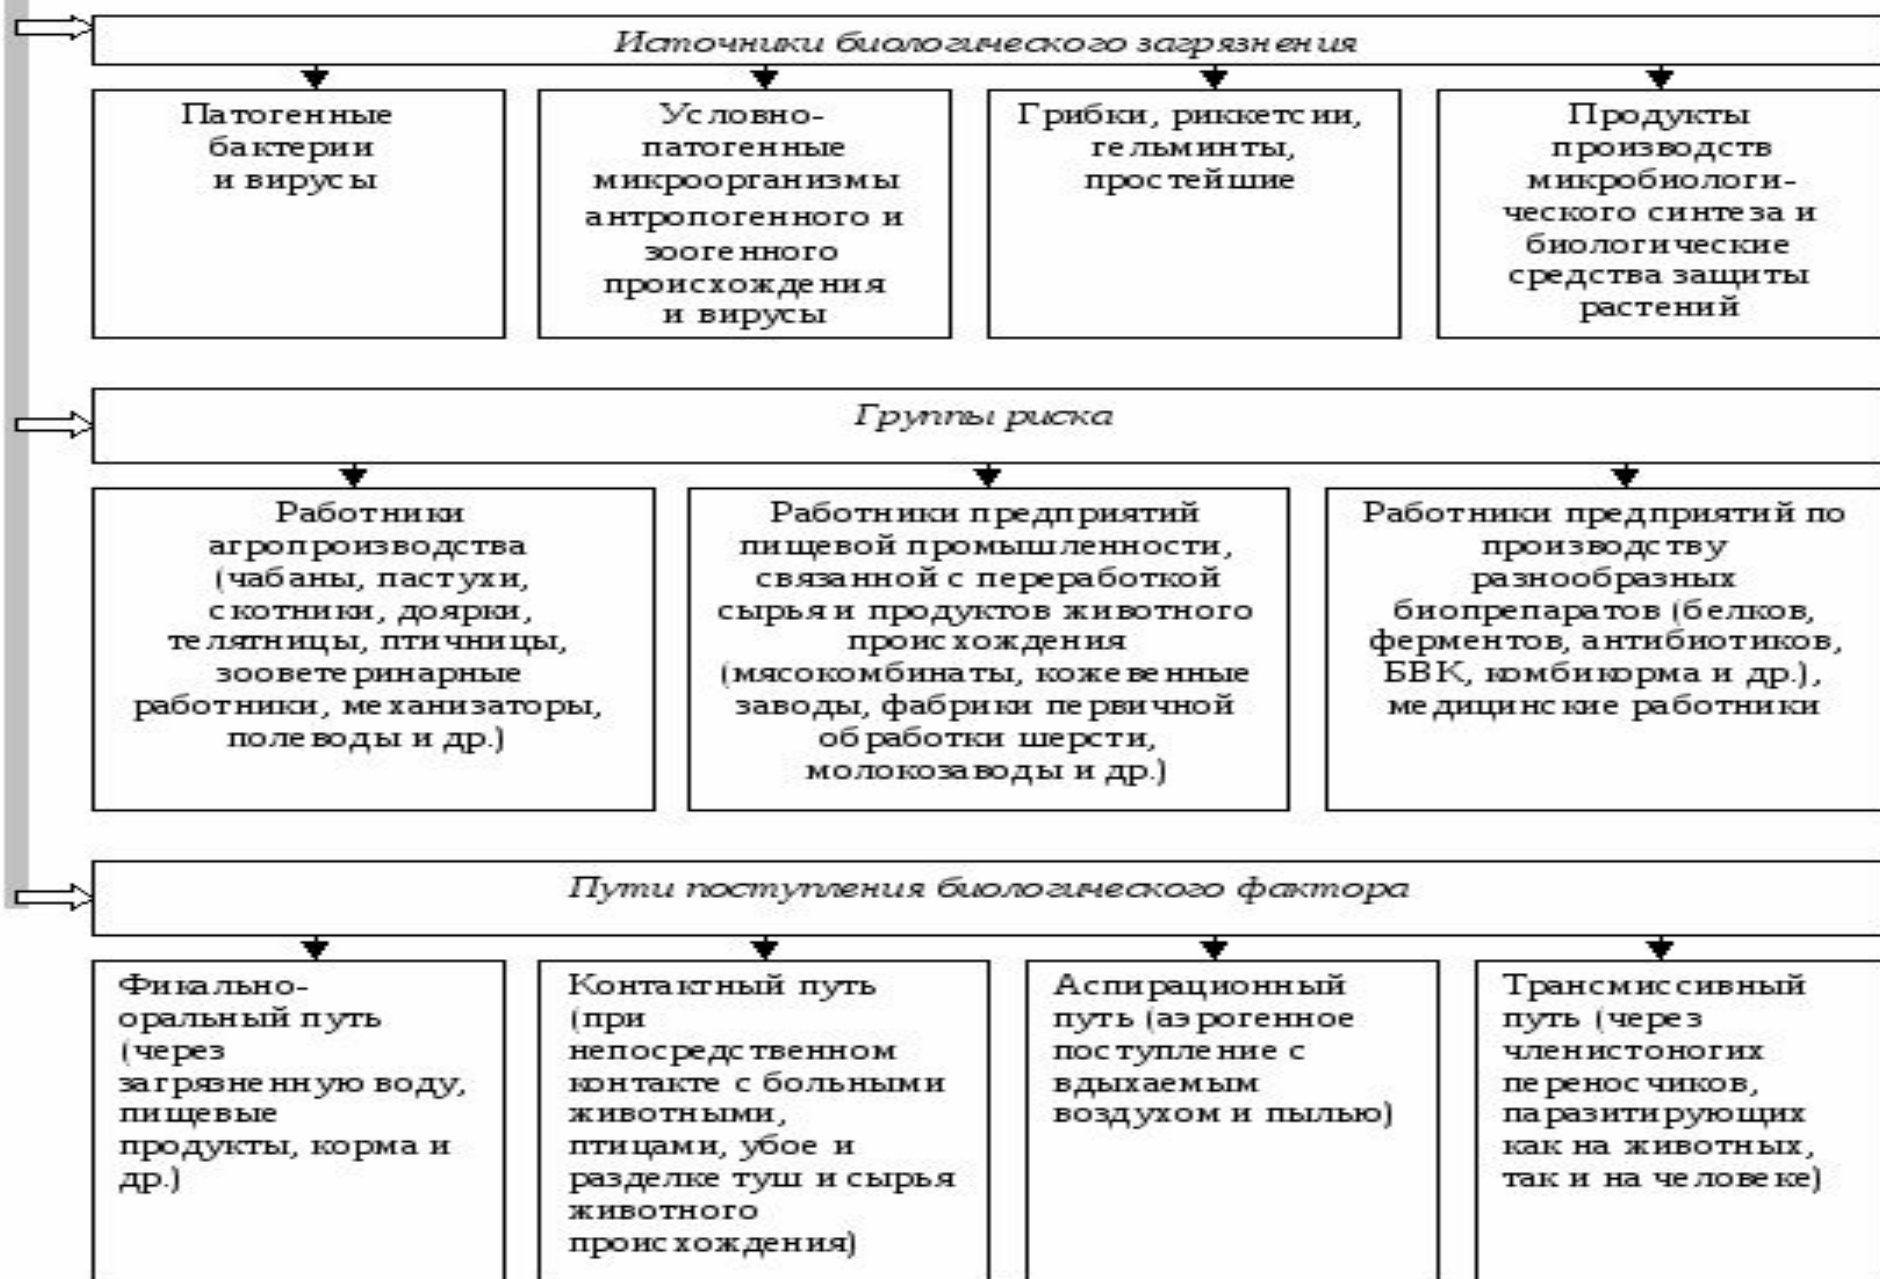 Источники биологического загрязнения
Патогенные
бактерии
и вирусы
Условно-
патогенные
микроорганизмы
антропогенного и
зоогенного
происхождения
и вирусы
Грибки, риккетсии,
гельминты,
простейшие
Продукты
производств
микробиологи-
ческого синтеза и
биологические
средства защиты
растений
Группы риска
Работники
агропроизводства
(чабаны, пастухи,
скотники, доярки,
телятницы, птичницы,
зооветеринарные
работники, механизаторы,
полеводы и др.)
Работники предприятий
пищевой промышленности,
связанной с переработкой
сырья и продуктов животного
происхождения
(мясокомбинаты, кожевенные
заводы, фабрики первичной
обработки шерсти,
молокозаводы и др.)
Работники предприятий по
производству
разнообразных
биопрепаратов (белков,
ферментов, антибиотиков,
БВК, комбикорма и др.),
медицинские работники
Пути поступления биологического фактора
Фикально-
оральный путь
(через
загрязненную воду,
пищевые
продукты, корма и
др.)
Контактный путь
(при
непосредственном
контакте с больными
животными,
птицами, убое и
разделке туш и сырья
животного
происхождения)
Аспирационный
путь (аэрогенное
поступление с
вдыхаемым
воздухом и пылью)
Трансмиссивный
путь (через
членистоногих
переносчиков,
паразитирующих
как на животных,
так и на человеке)